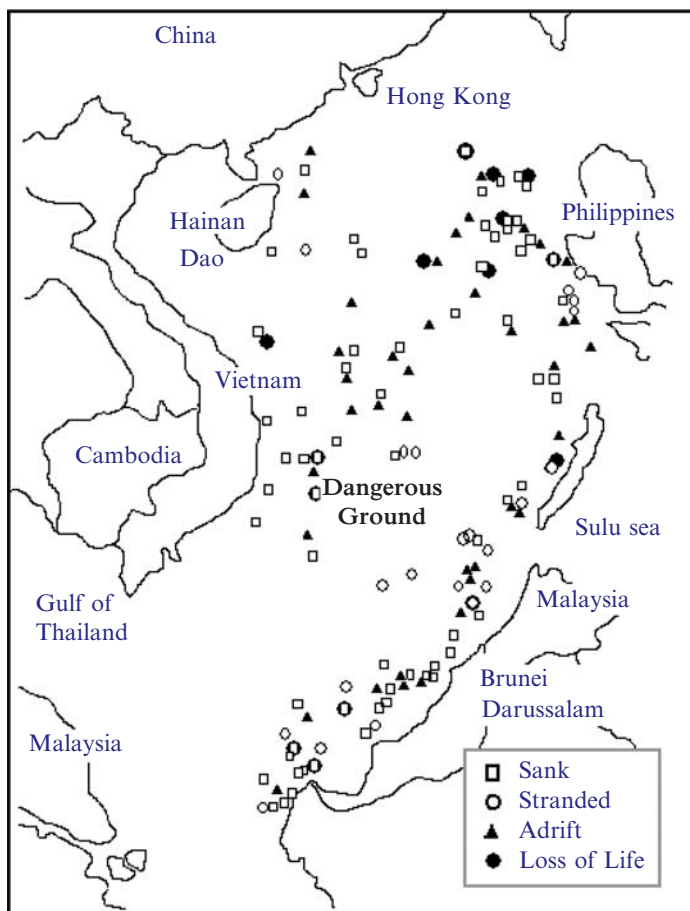 China
Hong Kong
Hainan
Dao
Philippines
Vietnam
Cambodia
Dangerous
Ground
Sulu sea
Gulf of
Thailand
Malaysia
Brunei
Darussalam
Malaysia
Sank
Stranded
Adrift
Loss of Life